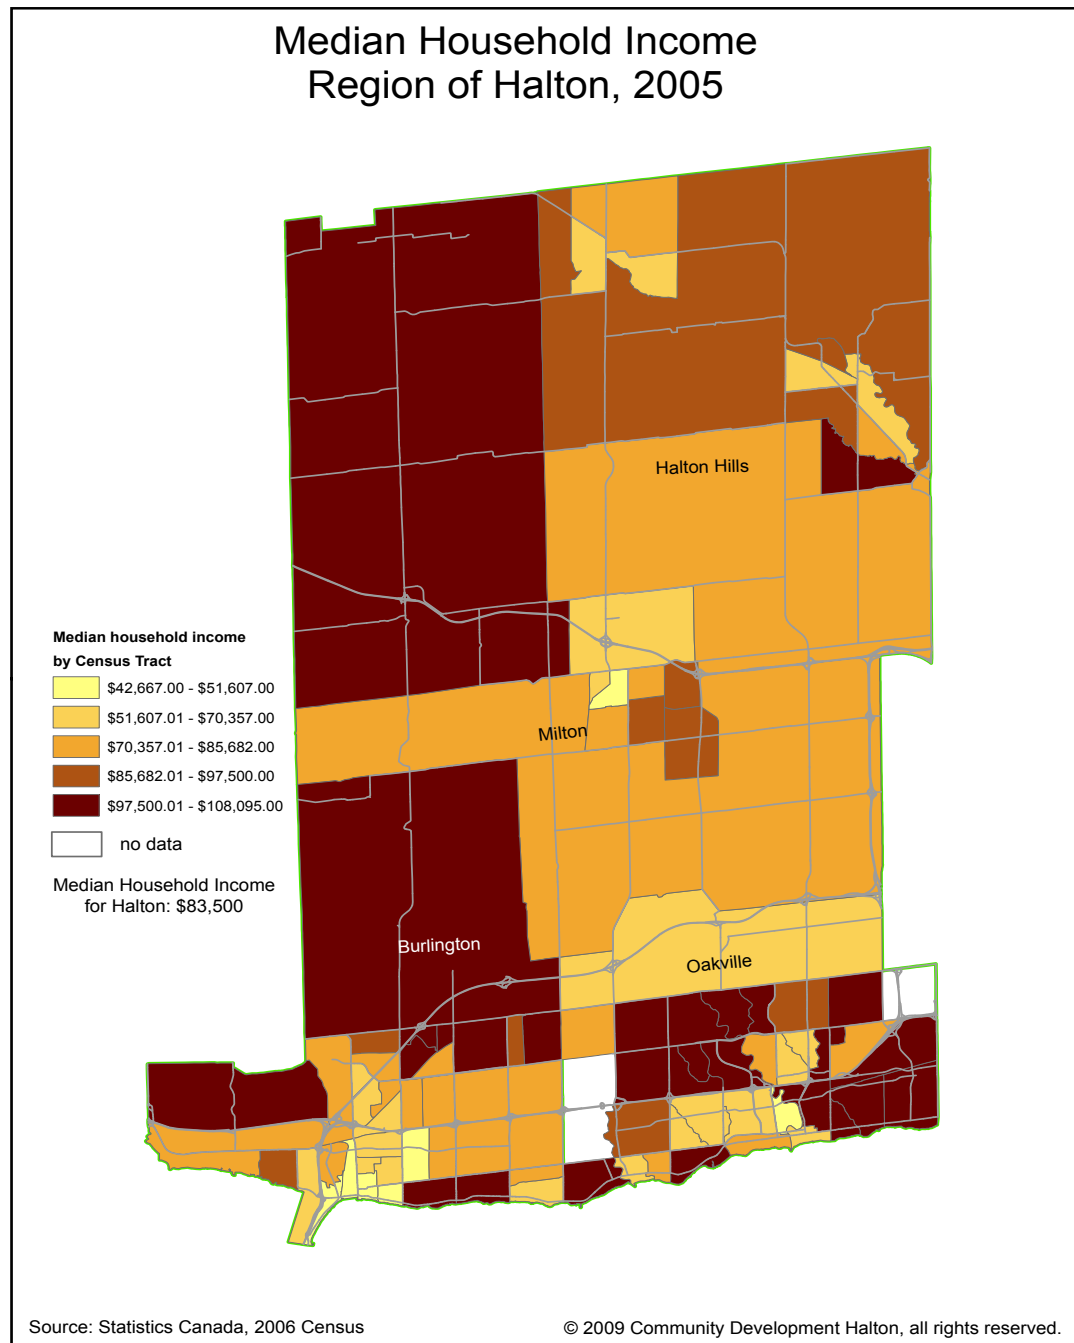 Median Household Income
Region of Halton, 2005
Halton Hills
Median household income
by Census Tract
$42,667.00 - $51,607.00
$51,607.01 - $70,357.00
$70,357.01 - $85,682.00
$85,682.01 - $97,500.00
$97,500.01 - $108,095.00
no data
Median Household Income
for Halton: $83,500
Milton
Burlington
Oakville
Source: Statistics Canada, 2006 Census
© 2009 Community Development Halton, all rights reserved.